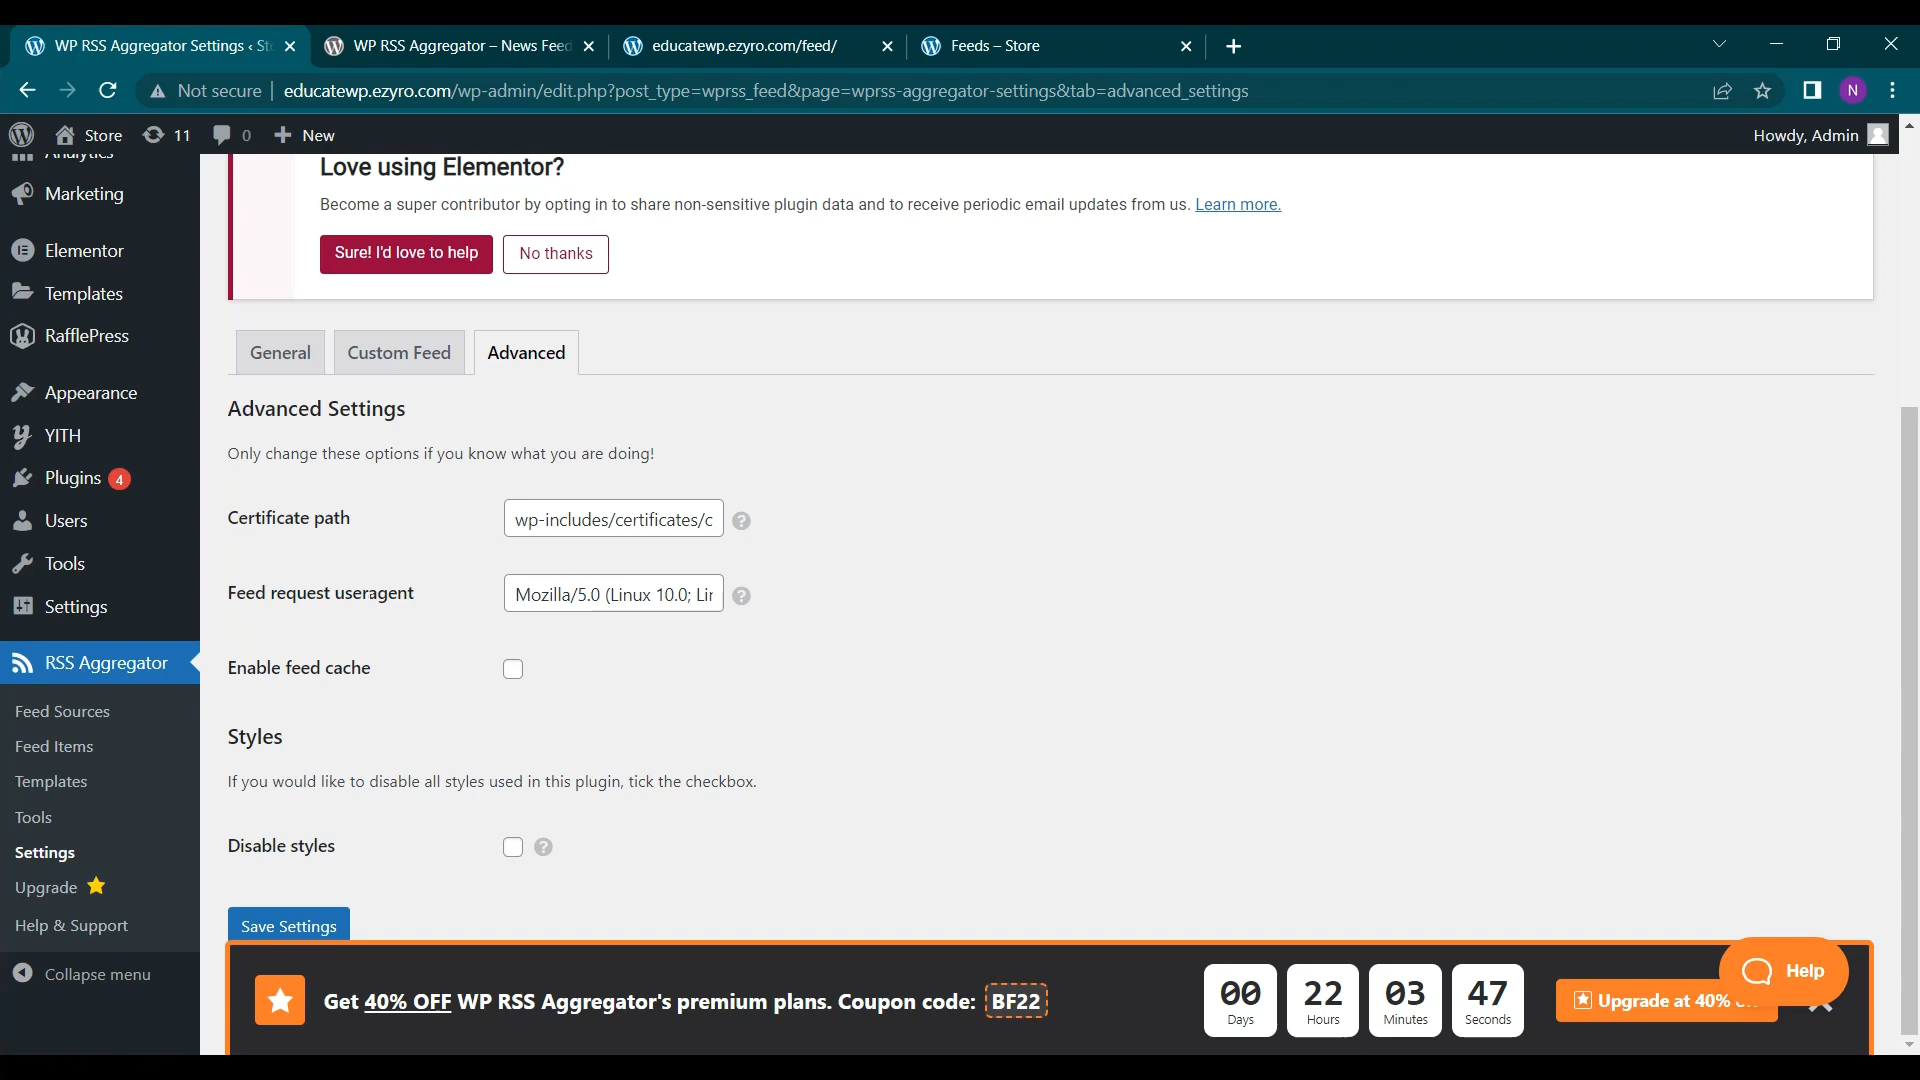 WP RSS Aggregator Settings ‹ St
WP RSS Aggregator – News Feed
educatewp.ezyro.com/feed/
Feeds – Store
Not secure
educatewp.ezyro.com/wp-admin/edit.php?post_type=wprss_feed&page=wprss-aggregator-settings&tab=advanced_settings
N
Store
11
0
New
Howdy, Admin
Analytics
Marketing
Elementor
Templates
RafflePress
Appearance
YITH
Plugins 4
Users
Tools
Settings
RSS Aggregator
Feed Sources
Feed Items
Templates
Tools
Settings
Upgrade
Help & Support
Collapse menu
Love using Elementor?
Become a super contributor by opting in to share non-sensitive plugin data and to receive periodic email updates from us. Learn more.
Sure! I'd love to help
No thanks
General
Custom Feed
Advanced
Advanced Settings
Only change these options if you know what you are doing!
Certificate path
wp-includes/certificates/c
Feed request useragent
Mozilla/5.0 (Linux 10.0; Lir
Enable feed cache
Styles
If you would like to disable all styles used in this plugin, tick the checkbox.
Disable styles
Save Settings
Get 40% OFF WP RSS Aggregator's premium plans. Coupon code: BF22
00
Days
22
Hours
03
Minutes
47
Seconds
Upgrade at 40%
Help